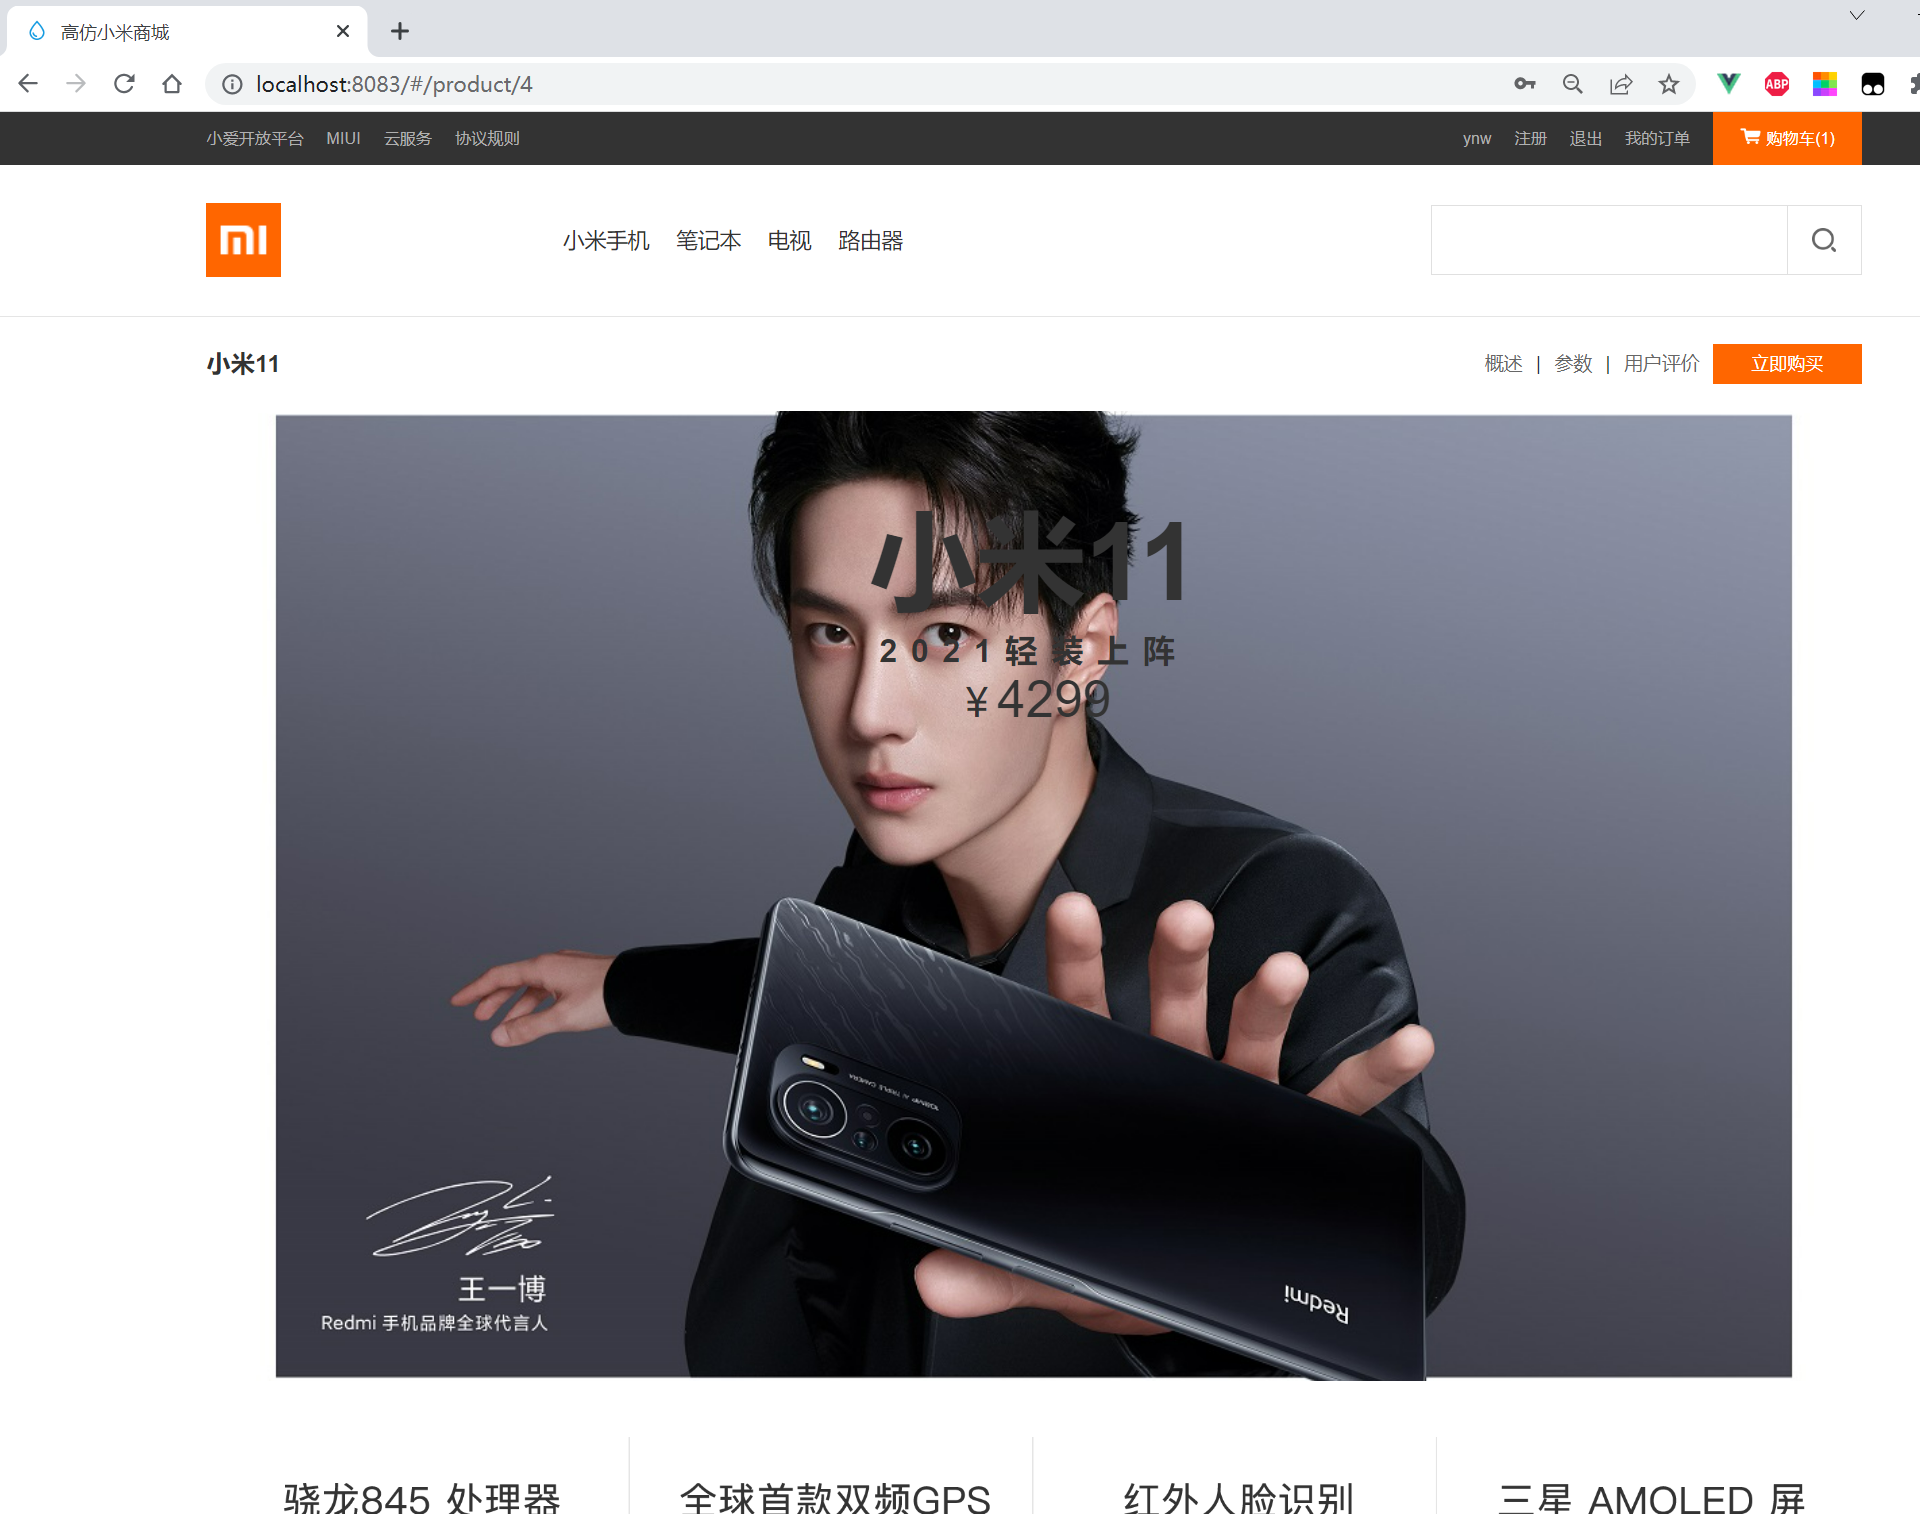 高仿小米商城
localhost:8083/#/product/4
ABP
小爱开放平台 MIUI 云服务 协议规则 ynw 注册 退出 我的订单 购物车(1)
小米手机 笔记本 电视 路由器
小米11 概述 | 参数 | 用户评价 立即购买
小米11
2021轻装上阵
¥4299
108MP AI TRIPLE CAMERA
王一博
Redmi
Redmi 手机品牌全球代言人
骁龙845 处理器 全球首款双频GPS 红外人脸识别 三星 AMOLED 屏